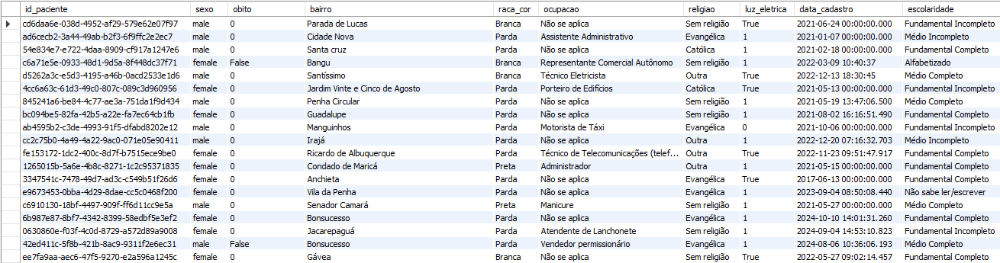 id_paciente sexo obito bairro raca_cor ocupacao religiao luz_eletrica data_cadastro escolaridade
cd6daa6e-038d-4952-af29-579e62e07f97 male 0 Parada de Lucas Branca Não se aplica Sem religião True 2021-06-24 00:00:00.000 Fundamental Incompleto
ad6cecb2-3a44-49ab-b2f3-6f9ffc2e2ec7 male 0 Cidade Nova Parda Assistente Administrativo Evangélica 1 2021-01-07 00:00:00.000 Médio Incompleto
54e834e7-e722-4daa-8909-cf917a1247e6 male 0 Santa cruz Parda Não se aplica Católica 1 2021-02-18 00:00:00.000 Fundamental Completo
c6a71e5e-0933-48d1-9d5a-8f448dc37f71 female False Bangu Branca Representante Comercial Autônomo Sem religião 1 2022-03-09 10:40:37 Alfabetizado
d5262a3c-e5d3-4195-a46b-0acd2533e1d6 male 0 Santíssimo Branca Técnico Eletricista Outra True 2022-12-13 18:30:45 Médio Completo
4cc6a63c-61d3-49c0-807c-089c3d960956 female 0 Jardim Vinte e Cinco de Agosto Parda Porteiro de Edifícios Católica True 2021-05-13 00:00:00.000 Fundamental Incompleto
845241a6-be84-4c77-ae3a-751da1f9d434 male 0 Penha Circular Parda Não se aplica Sem religião 1 2021-05-19 13:47:06.500 Médio Completo
bc094be5-82fa-42b5-a22e-fa7ec64cb1fb female 0 Guadalupe Parda Não se aplica Sem religião 1 2021-08-02 16:16:51.490 Fundamental Completo
ab4595b2-c3de-4993-91f5-dfabd8202e12 male 0 Manguinhos Parda Motorista de Táxi Evangélica 0 2021-10-06 00:00:00.000 Fundamental Completo
cc2c75b0-4a49-4a22-9ac0-071e05e90411 male 0 Irajá Parda Não se aplica Outra 1 2022-12-20 07:16:32.703 Médio Incompleto
fe153172-1dc2-400c-8d7f-b7515ece9be0 female 0 Ricardo de Albuquerque Parda Técnico de Telecomunicações (telef... Outra True 2022-11-23 09:51:47.917 Fundamental Completo
1265015b-5a6e-4b8c-8271-1c2c95371835 female 0 Condado de Maricá Preta Administrador Outra 1 2021-05-15 00:00:00.000 Fundamental Completo
3347541c-7478-49d7-ad3c-c549b51f26d6 female 0 Anchieta Parda Não se aplica Evangélica True 2017-06-13 00:00:00.000 Fundamental Completo
e9673453-0bba-4d29-8dae-cc5c0468f200 female 0 Vila da Penha Parda Não se aplica Evangélica 1 2023-09-04 08:50:08.440 Não sabe ler/escrever
c6910130-18bf-4497-909f-ff6d11cc9e5a male 0 Senador Camará Preta Manicure Sem religião 1 2021-05-27 00:00:00.000 Médio Completo
6b987e87-8bf7-4342-8399-58edbf5e3ef2 female 0 Bonsucesso Parda Não se aplica Evangélica 1 2024-10-10 14:01:31.260 Fundamental Completo
0630860e-f03f-4c0d-8729-a572d89a9008 female 0 Jacarepaguá Parda Atendente de Lanchonete Sem religião 1 2024-09-04 14:53:10.823 Fundamental Incompleto
42ed411c-5f8b-421b-8ac9-9311f2e6ec31 male False Bonsucesso Parda Vendedor permissionário Evangélica 1 2024-08-06 10:36:06.193 Médio Completo
ee7fa9aa-aec6-47f5-9270-e2a596a1245c female 0 Gávea Branca Não se aplica Sem religião True 2022-05-27 09:02:14.457 Fundamental Completo